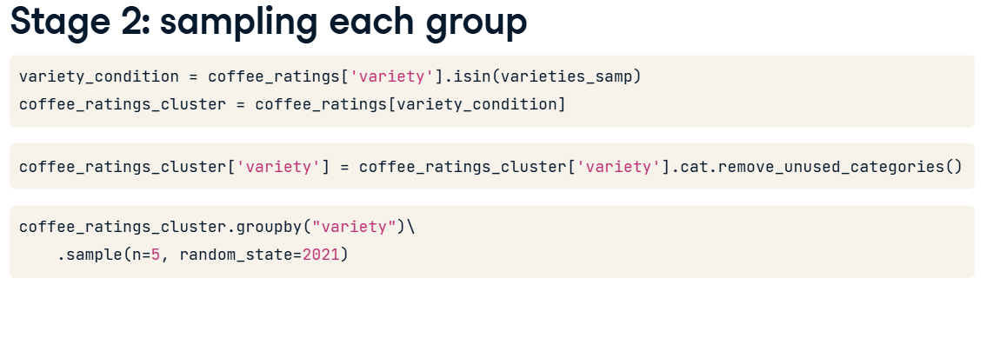 Stage 2: sampling each group
variety_condition = coffee_ratings['variety'].isin(varieties_samp)
coffee_ratings_cluster = coffee_ratings[variety_condition]
coffee_ratings_cluster['variety'] = coffee_ratings_cluster['variety'].cat.remove_unused_categories()
coffee_ratings_cluster.groupby("variety")\
    .sample(n=5, random_state=2021)